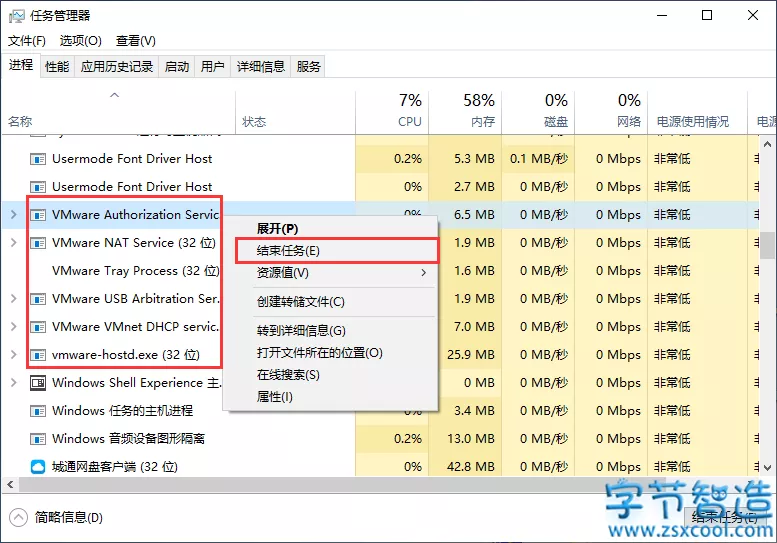 任务管理器
文件(F) 选项(O) 查看(V)
进程 性能 应用历史记录 启动 用户 详细信息 服务
7% 58% 0% 0%
名称 状态 CPU 内存 磁盘 网络 电源使用情况 电源
Usermode Font Driver Host 0.2% 5.3 MB 0.1 MB/秒 0 Mbps 非常低
Usermode Font Driver Host 0% 2.7 MB 0 MB/秒 0 Mbps 非常低
VMware Authorization Servic 0% 6.5 MB 0 MB/秒 0 Mbps 非常低
展开(P)
VMware NAT Service (32 位) 1.9 MB 0 MB/秒 0 Mbps 非常低
结束任务(E)
VMware Tray Process (32 位) 1.6 MB 0 MB/秒 0 Mbps 非常低
资源值(V)
VMware USB Arbitration Ser. 1.9 MB 0 MB/秒 0 Mbps 非常低
创建转储文件(C)
VMware VMnet DHCP servic. 7.0 MB 0 MB/秒 0 Mbps 非常低
转到详细信息(G)
vmware-hostd.exe (32 位) 25.9 MB 0 MB/秒 0 Mbps 非常低
打开文件所在的位置(O)
在线搜索(S)
Windows Shell Experience 主. 0 MB 0 MB/秒 0 Mbps 非常低
属性(I)
Windows 任务的主机进程 0% 3.4 MB 0 MB/秒 0 Mbps 非常低
Windows 音频设备图形隔离 0.2% 13.0 MB 0 MB/秒 0 Mbps 非常低
域通网盘客户端 (32 位) 0% 42.8 MB 0 MB/秒 0 Mbps 非常低
简略信息(D)
结束任务(E)
字节智造
www.zsxcool.com